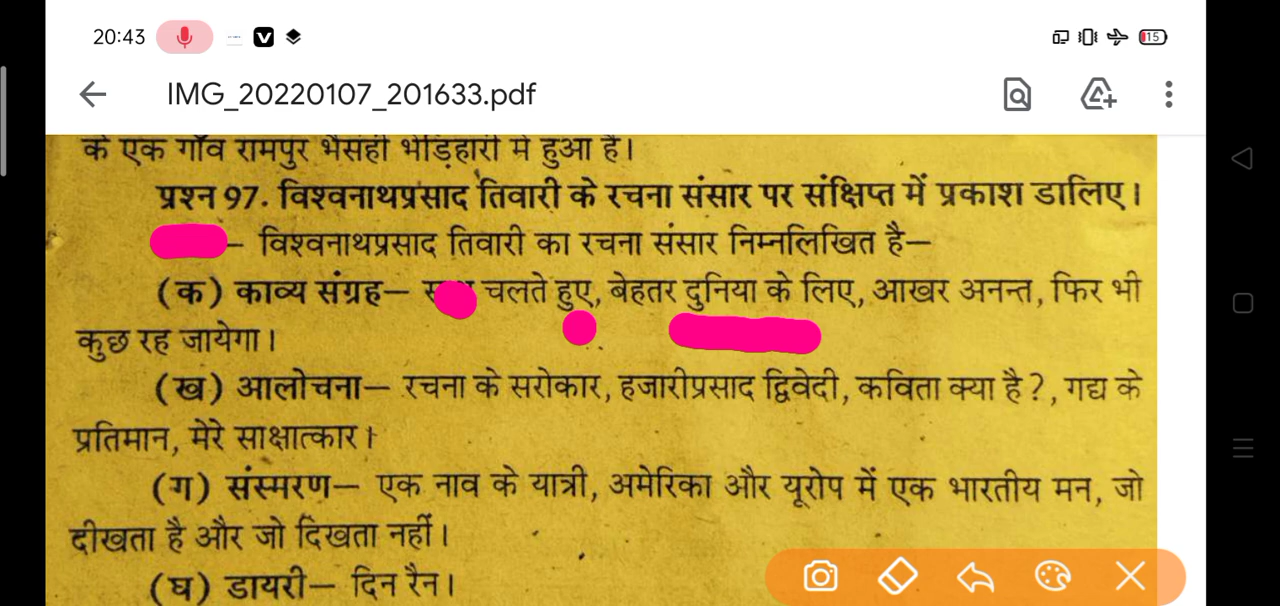 20:43
15
IMG_20220107_201633.pdf
के एक गाँव रामपुर भैंसही भेड़िहारी में हुआ है।
प्रश्न 97. विश्वनाथप्रसाद तिवारी के रचना संसार पर संक्षिप्त में प्रकाश डालिए।
– विश्वनाथप्रसाद तिवारी का रचना संसार निम्नलिखित है–
(क) काव्य संग्रह– चलते हुए, बेहतर दुनिया के लिए, आखर अनन्त, फिर भी
कुछ रह जायेगा।
(ख) आलोचना– रचना के सरोकार, हजारीप्रसाद द्विवेदी, कविता क्या है?, गद्य के
प्रतिमान, मेरे साक्षात्कार।
(ग) संस्मरण– एक नाव के यात्री, अमेरिका और यूरोप में एक भारतीय मन, जो
दीखता है और जो दिखता नहीं।
(घ) डायरी– दिन रैन।